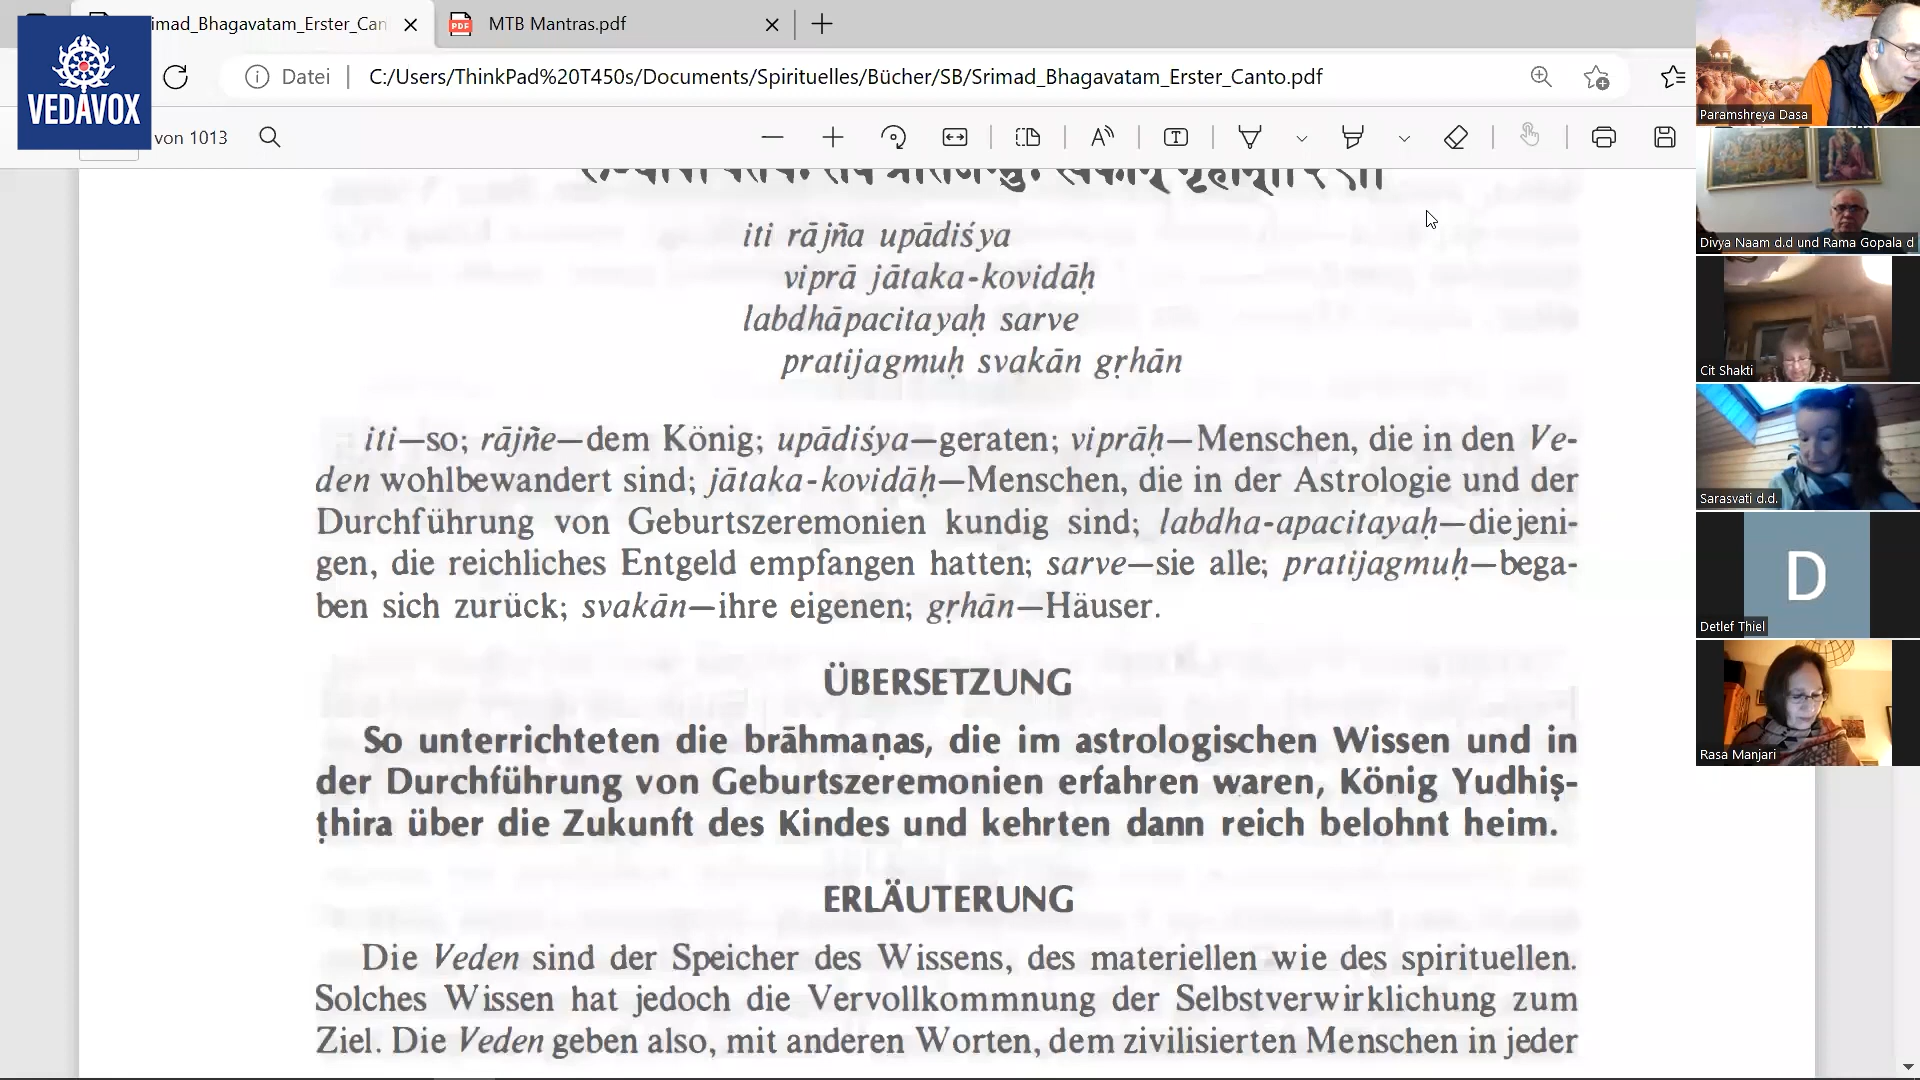 imad_Bhagavatam_Erster_Can
MTB Mantras.pdf
VEDAVOX
Datei
C:/Users/ThinkPad%20T450s/Documents/Spirituelles/Bücher/SB/Srimad_Bhagavatam_Erster_Canto.pdf
von 1013
iti rājña upādiśya
viprā jātaka-kovidāḥ
labdhāpacitayaḥ sarve
pratijagmuḥ svakān gṛhān
iti—so; rājñe—dem König; upādiśya—geraten; viprāḥ—Menschen, die in den Ve-
den wohlbewandert sind; jātaka-kovidāḥ—Menschen, die in der Astrologie und der
Durchführung von Geburtszeremonien kundig sind; labdha-apacitayaḥ—diejeni-
gen, die reichliches Entgeld empfangen hatten; sarve—sie alle; pratijagmuḥ—bega-
ben sich zurück; svakān—ihre eigenen; gṛhān—Häuser.
ÜBERSETZUNG
So unterrichteten die brāhmaṇas, die im astrologischen Wissen und in
der Durchführung von Geburtszeremonien erfahren waren, König Yudhiṣ-
ṭhira über die Zukunft des Kindes und kehrten dann reich belohnt heim.
ERLÄUTERUNG
Die Veden sind der Speicher des Wissens, des materiellen wie des spirituellen.
Solches Wissen hat jedoch die Vervollkommnung der Selbstverwirklichung zum
Ziel. Die Veden geben also, mit anderen Worten, dem zivilisierten Menschen in jeder
Paramshreya Dasa
Divya Naam d.d und Rama Gopala d
Cit Shakti
Sarasvati d.d.
D
Detlef Thiel
Rasa Manjari